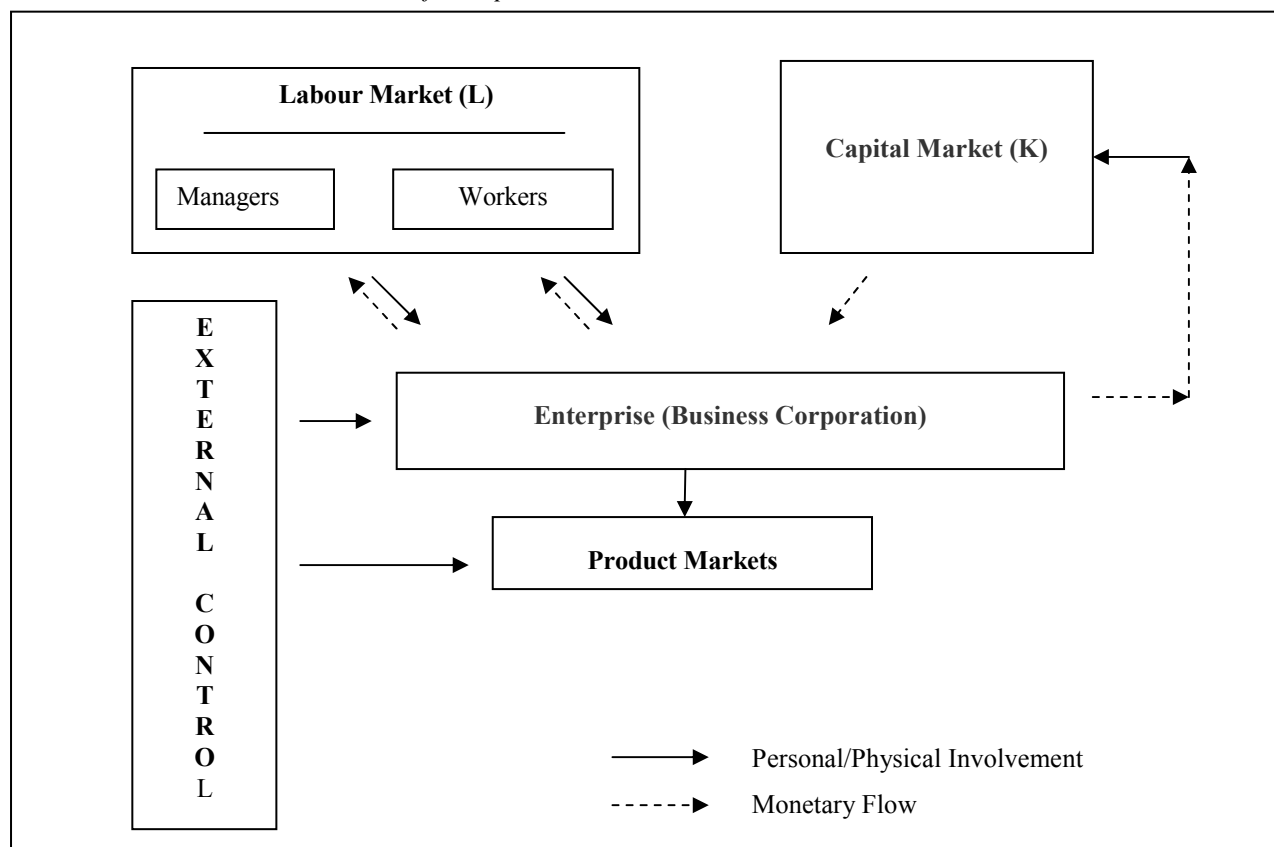 Labour Market (L)
Managers
Workers
Capital Market (K)
E
X
T
E
R
N
A
L
C
O
N
T
R
O
L
Enterprise (Business Corporation)
Product Markets
Personal/Physical Involvement
Monetary Flow